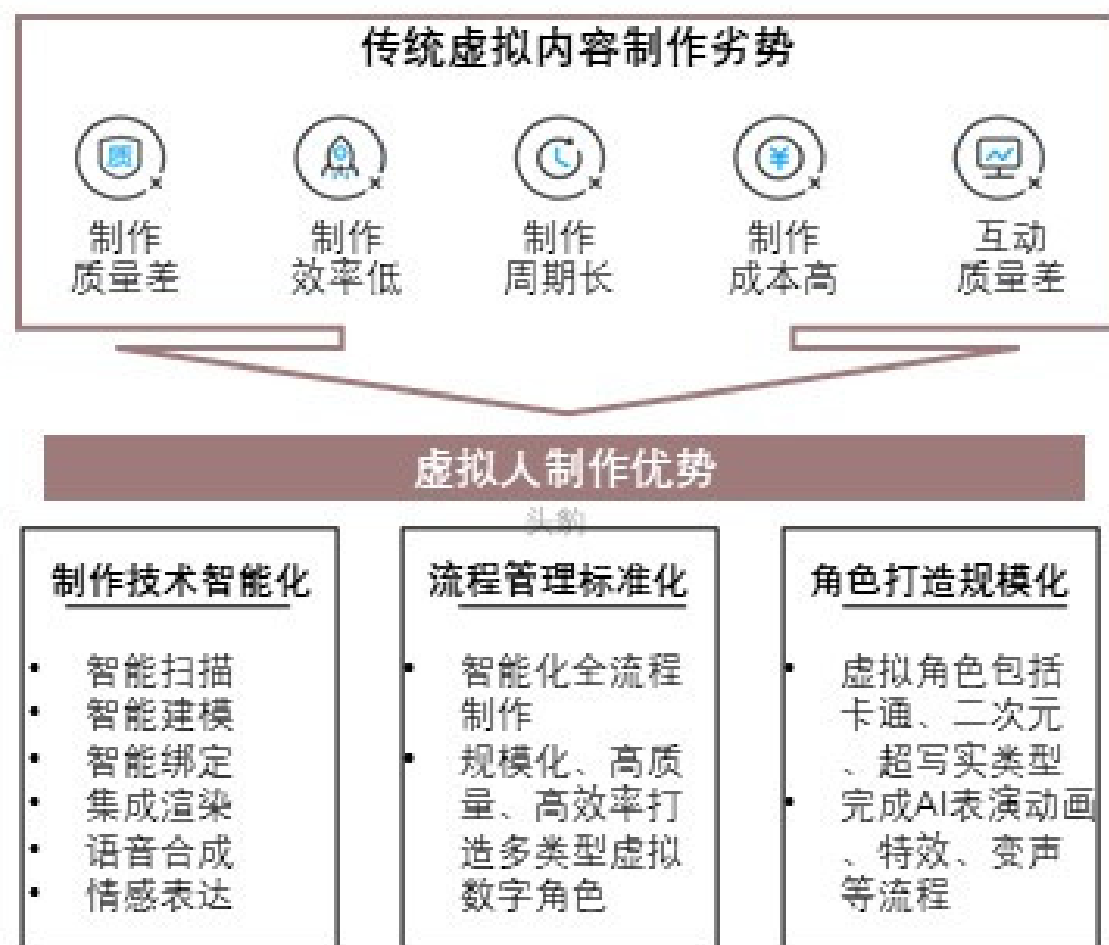 传统虚拟内容制作劣势
质
¥
制作
质量差
制作
效率低
制作
周期长
制作
成本高
互动
质量差
虚拟人制作优势
头豹
制作技术智能化
• 智能扫描
• 智能建模
• 智能绑定
• 集成渲染
• 语音合成
• 情感表达
流程管理标准化
• 智能化全流程
制作
• 规模化、高质
量、高效率打
造多类型虚拟
数字角色
角色打造规模化
• 虚拟角色包括
卡通、二次元
、超写实类型
• 完成AI表演动画
、特效、变声
等流程